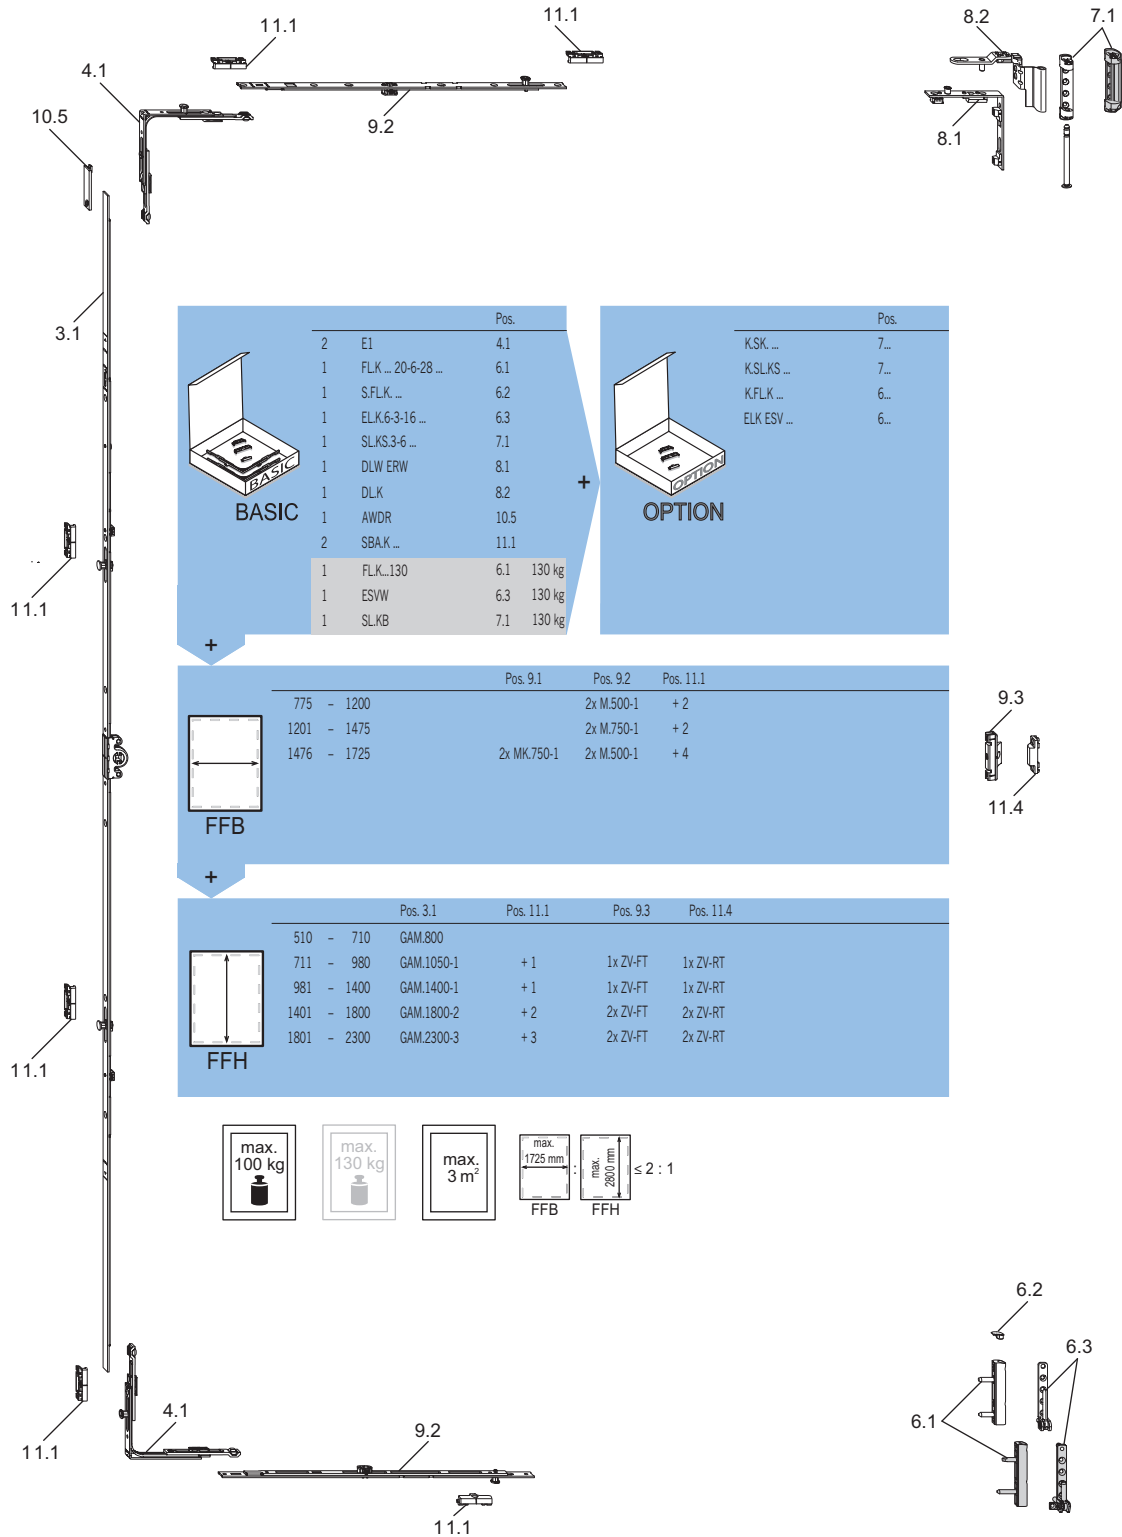 11.1
11.1
8.2
7.1
4.1
10.5
9.2
8.1
3.1
Pos.
2 E1 4.1
1 FL.K ... 20-6-28 ... 6.1
1 S.FL.K. ... 6.2
1 EL.K.6-3-16 ... 6.3
1 SL.KS.3-6 ... 7.1
1 DLW ERW 8.1
1 DL.K 8.2
1 AWDR 10.5
2 SBA.K ... 11.1
1 FL.K...130 6.1 130 kg
1 ESVW 6.3 130 kg
1 SL.KB 7.1 130 kg
BASIC
BASIC
+
Pos.
K.SK. ... 7...
K.SL.KS ... 7...
K.FL.K ... 6...
ELK ESV ... 6...
OPTION
OPTION
11.1
+
Pos. 9.1 Pos. 9.2 Pos. 11.1
775 – 1200 2x M.500-1 + 2
1201 – 1475 2x M.750-1 + 2
1476 – 1725 2x MK.750-1 2x M.500-1 + 4
FFB
9.3
11.4
+
Pos. 3.1 Pos. 11.1 Pos. 9.3 Pos. 11.4
510 – 710 GAM.800
711 – 980 GAM.1050-1 + 1 1x ZV-FT 1x ZV-RT
981 – 1400 GAM.1400-1 + 1 1x ZV-FT 1x ZV-RT
1401 – 1800 GAM.1800-2 + 2 2x ZV-FT 2x ZV-RT
1801 – 2300 GAM.2300-3 + 3 2x ZV-FT 2x ZV-RT
FFH
11.1
max.
100 kg
max.
130 kg
max.
3 m²
max.
1725 mm
FFB
:
max.
2800 mm
FFH
≤ 2 : 1
6.2
6.3
6.1
11.1
4.1
9.2
11.1